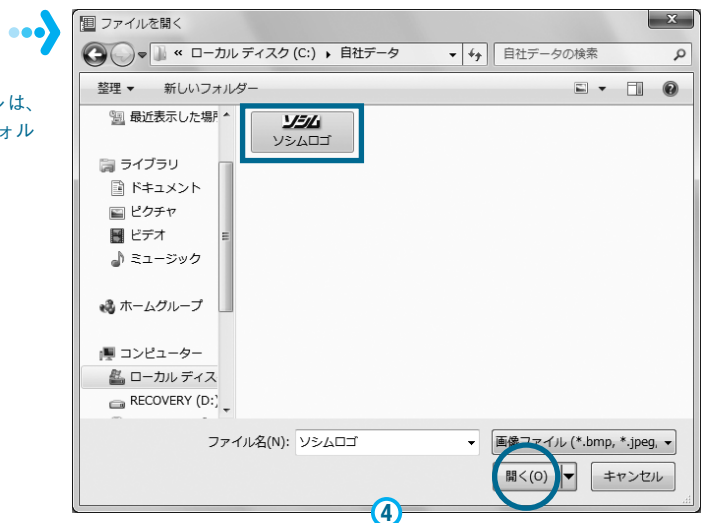 ファイルを開く
« ローカル ディスク (C:) ▸ 自社データ
自社データの検索
整理 ▼ 新しいフォルダー
は、
ォル
最近表示した場所
ライブラリ
ドキュメント
ピクチャ
ビデオ
ミュージック
ホームグループ
コンピューター
ローカル ディス
RECOVERY (D:)
ソシム
ソシムロゴ
ファイル名(N): ソシムロゴ
画像ファイル (*.bmp, *.jpeg,
開く(O) キャンセル
4